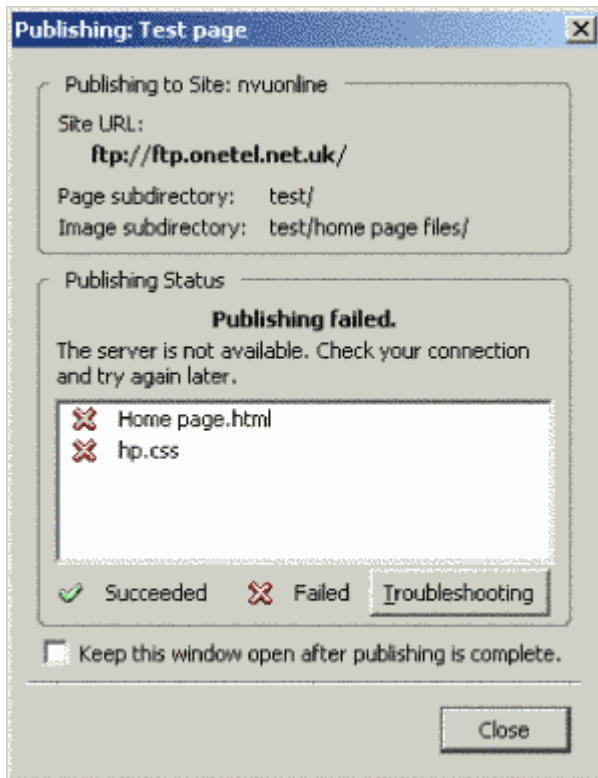 Publishing: Test page
Publishing to Site: nvuonline
Site URL:
ftp://ftp.onetel.net.uk/
Page subdirectory: test/
Image subdirectory: test/home page files/
Publishing Status
Publishing failed.
The server is not available. Check your connection
and try again later.
Home page.html
hp.css
Succeeded Failed Troubleshooting
Keep this window open after publishing is complete.
Close